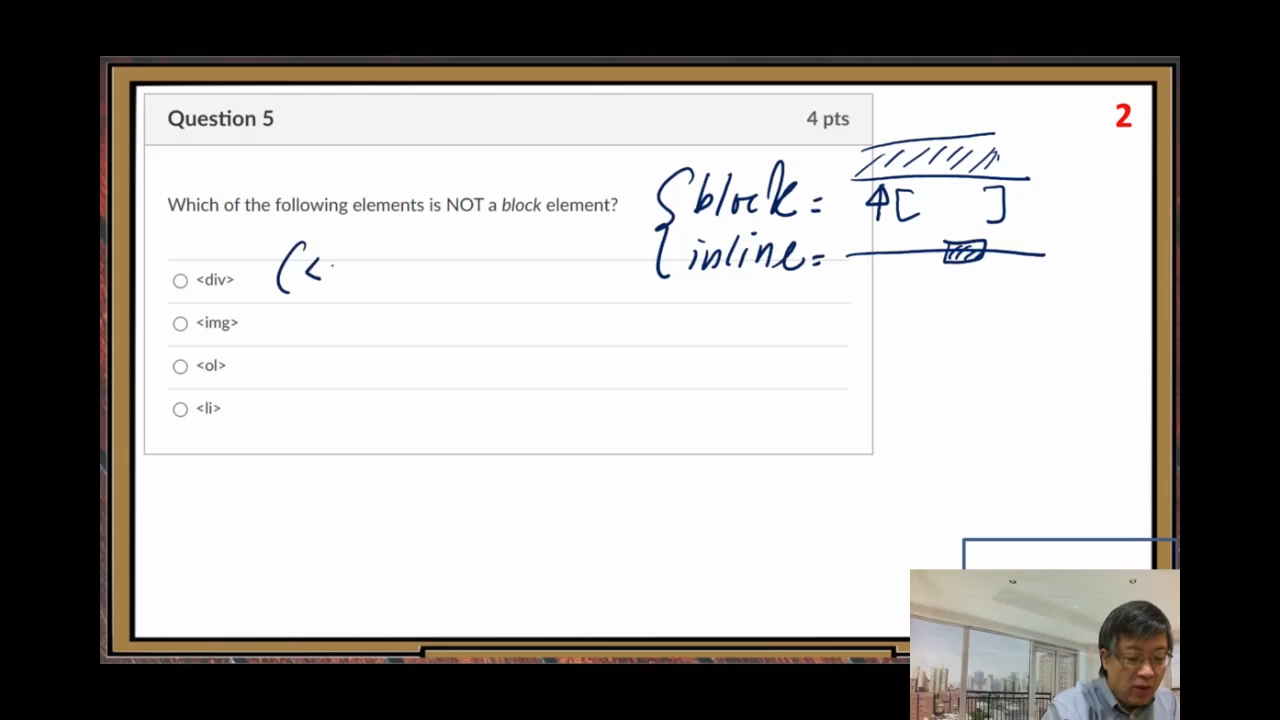 Question 5
4 pts
2
Which of the following elements is NOT a block element?
block =
inline =
<div>
(<
<img>
<ol>
<li>